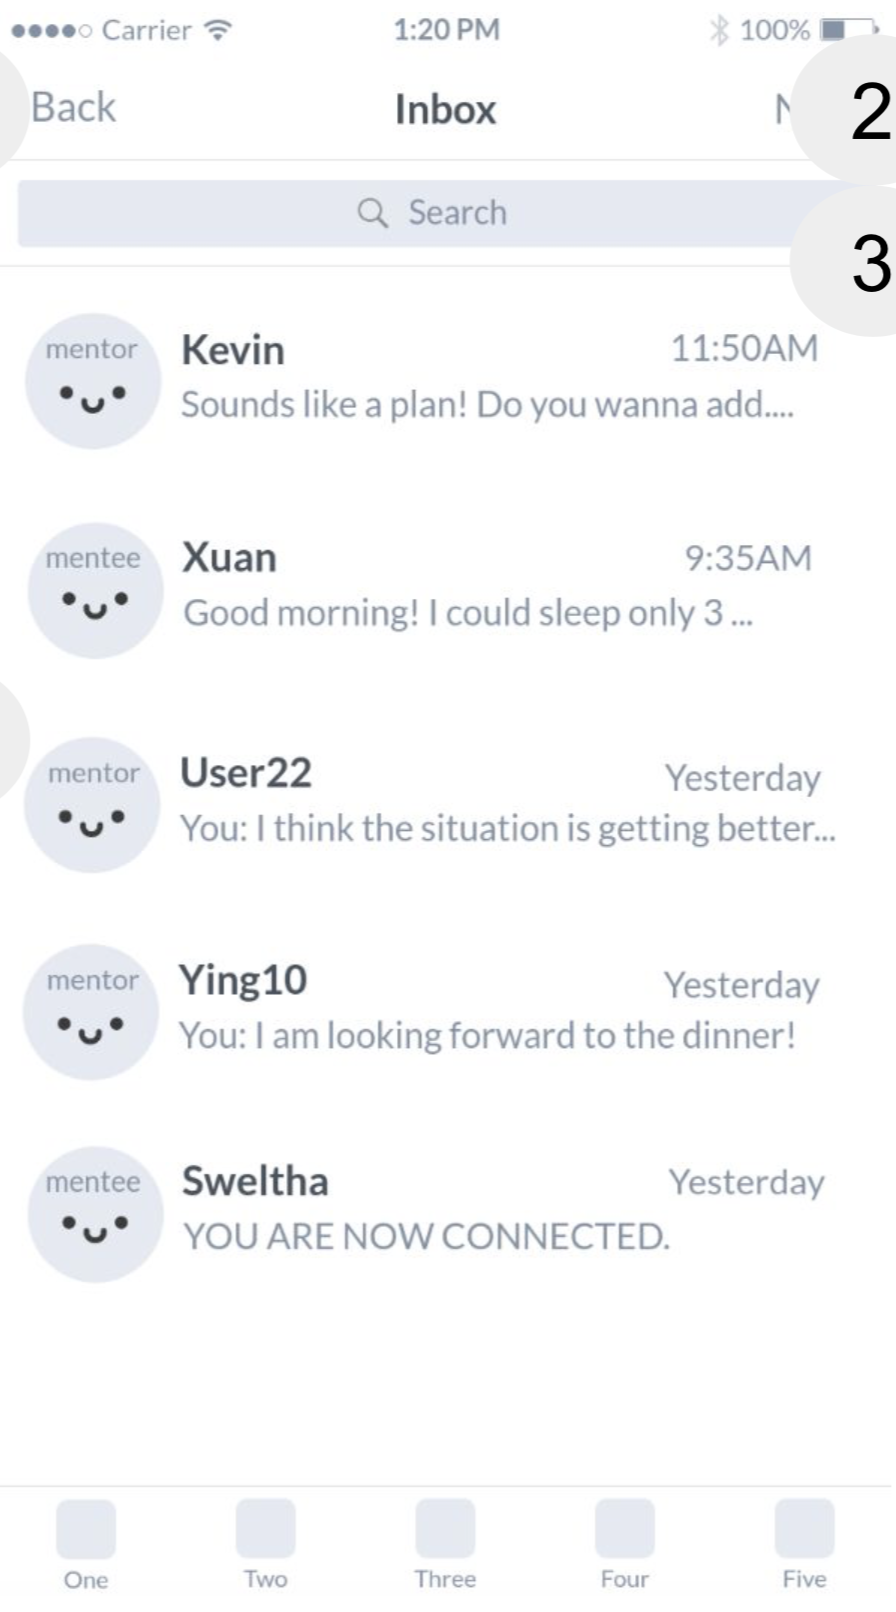 Carrier 1:20 PM 100%
Back Inbox 2
Search
3
mentor Kevin 11:50AM
Sounds like a plan! Do you wanna add....
mentee Xuan 9:35AM
Good morning! I could sleep only 3 ...
mentor User22 Yesterday
You: I think the situation is getting better...
mentor Ying10 Yesterday
You: I am looking forward to the dinner!
mentee Sweltha Yesterday
YOU ARE NOW CONNECTED.
One Two Three Four Five